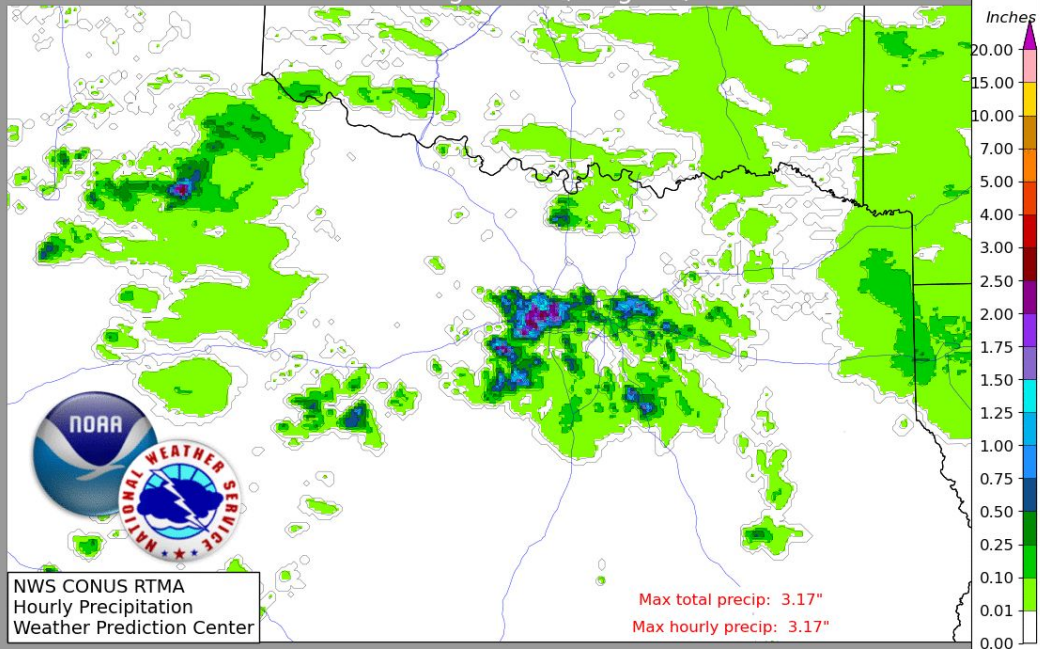 Inches
20.00
15.00
10.00
7.00
5.00
4.00
3.00
2.50
2.00
1.75
1.50
1.25
1.00
0.75
0.50
0.25
0.10
0.01
0.00
NOAA
NATIONAL WEATHER SERVICE
NWS CONUS RTMA
Hourly Precipitation
Weather Prediction Center
Max total precip: 3.17"
Max hourly precip: 3.17"